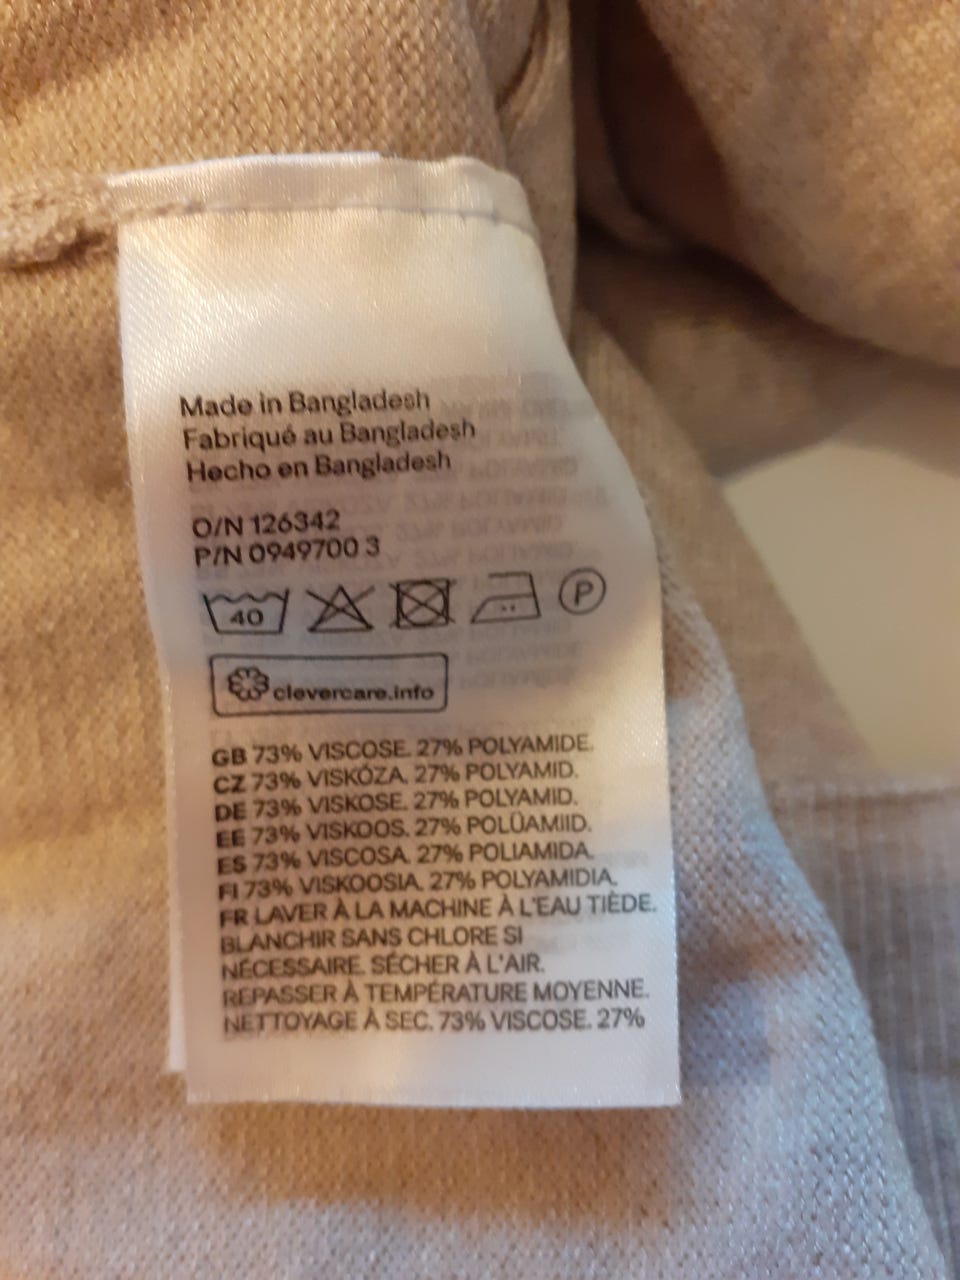 Made in Bangladesh
Fabriqué au Bangladesh
Hecho en Bangladesh
O/N 126342
P/N 0949700 3
40 P
clevercare.info
GB 73% VISCOSE. 27% POLYAMIDE.
CZ 73% VISKÓZA. 27% POLYAMID.
DE 73% VISKOSE. 27% POLYAMID.
EE 73% VISKOOS. 27% POLÜAMIID.
ES 73% VISCOSA. 27% POLIAMIDA.
FI 73% VISKOOSIA. 27% POLYAMIDIA.
FR LAVER À LA MACHINE À L'EAU TIÈDE.
BLANCHIR SANS CHLORE SI
NÉCESSAIRE. SÉCHER À L'AIR.
REPASSER À TEMPÉRATURE MOYENNE.
NETTOYAGE À SEC. 73% VISCOSE. 27%